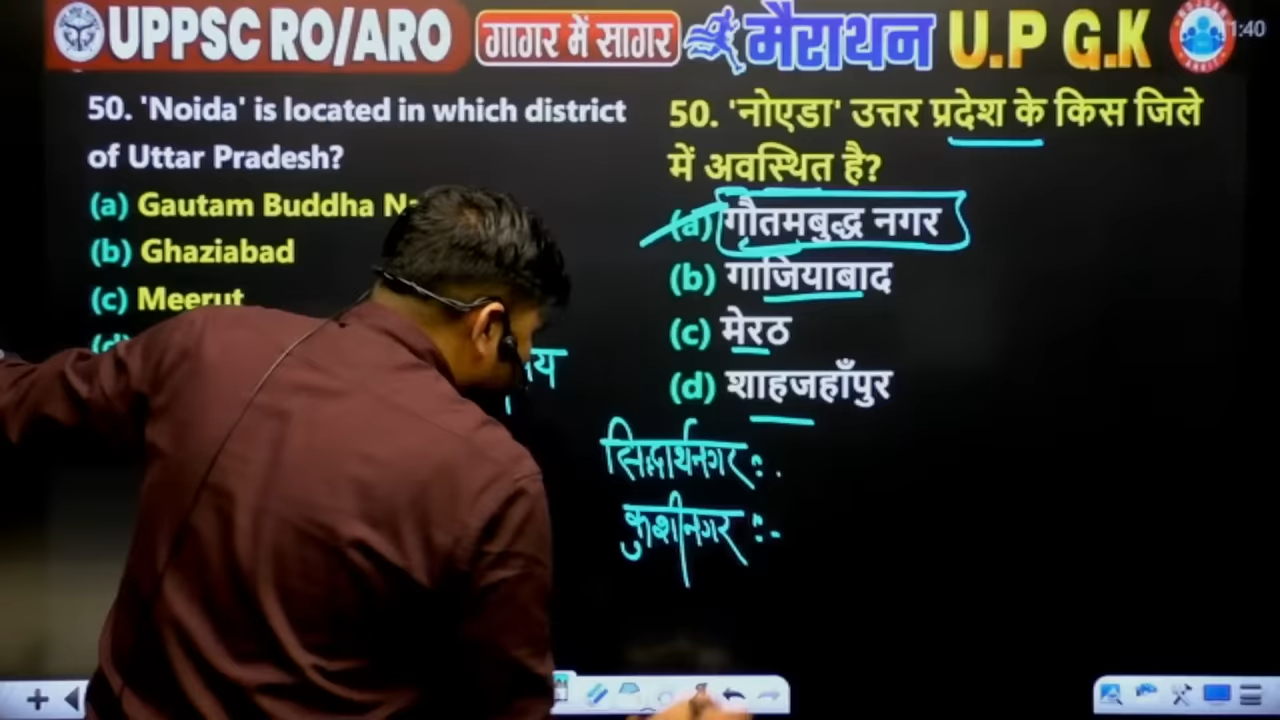 UPPSC RO/ARO गागर में सागर मैराथन U.P G.K 1:40
50. 'Noida' is located in which district
of Uttar Pradesh?
(a) Gautam Buddha
(b) Ghaziabad
(c) Meerut
50. 'नोएडा' उत्तर प्रदेश के किस जिले
में अवस्थित है?
(a) गौतमबुद्ध नगर
(b) गाजियाबाद
(c) मेरठ
(d) शाहजहाँपुर
सिद्धार्थनगर :-
कुशीनगर :-